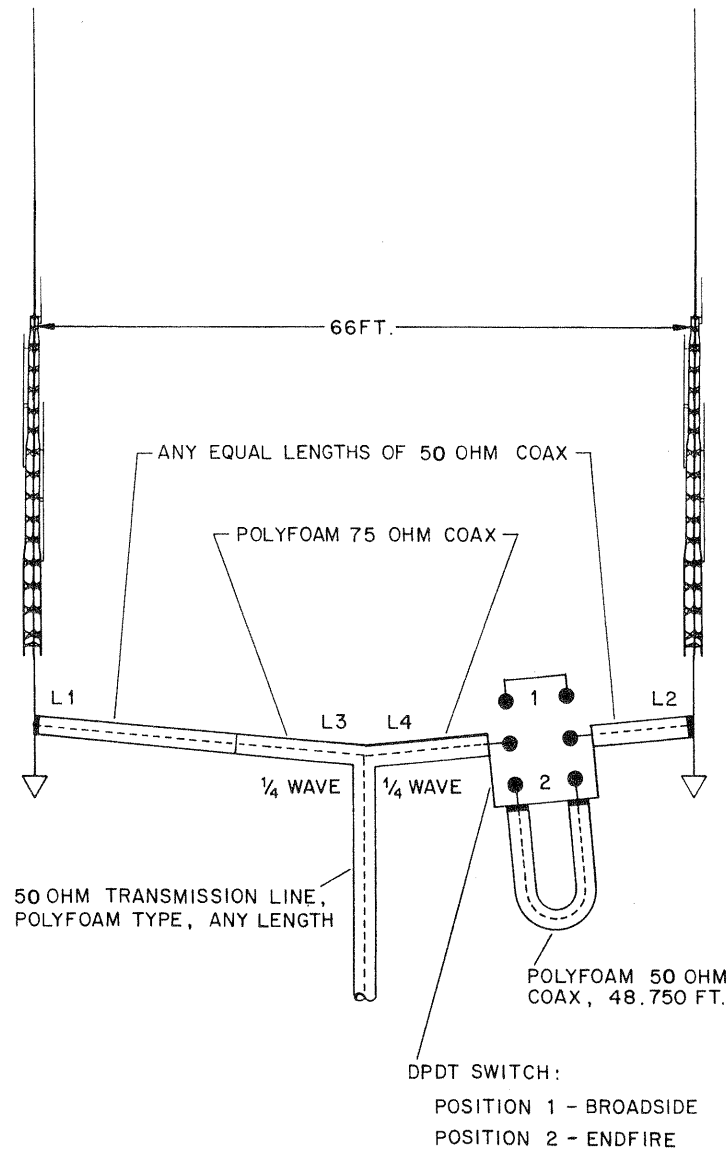 66FT.
ANY EQUAL LENGTHS OF 50 OHM COAX
POLYFOAM 75 OHM COAX
L1
L3
L4
1
L2
¼ WAVE
¼ WAVE
2
50 OHM TRANSMISSION LINE,
POLYFOAM TYPE, ANY LENGTH
POLYFOAM 50 OHM
COAX, 48.750 FT.
DPDT SWITCH:
POSITION 1 - BROADSIDE
POSITION 2 - ENDFIRE